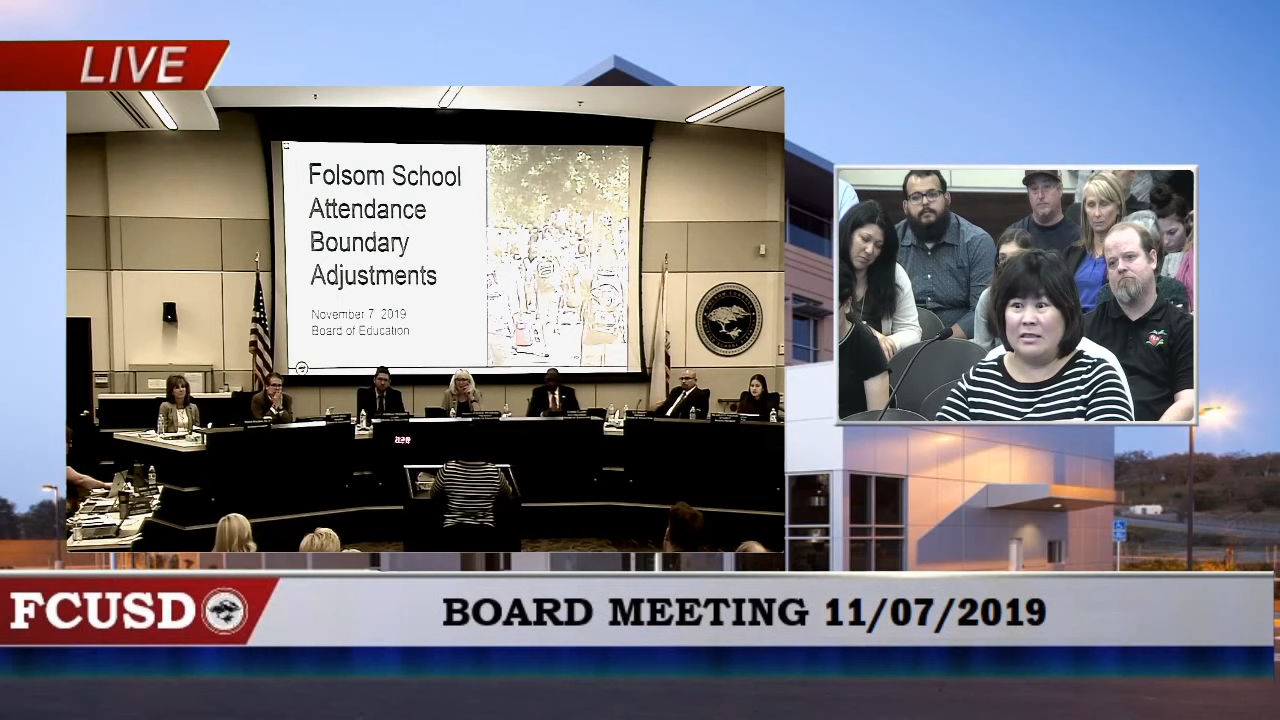 LIVE
Folsom School
Attendance
Boundary
Adjustments
November 7 2019
Board of Education
FCUSD
BOARD MEETING 11/07/2019